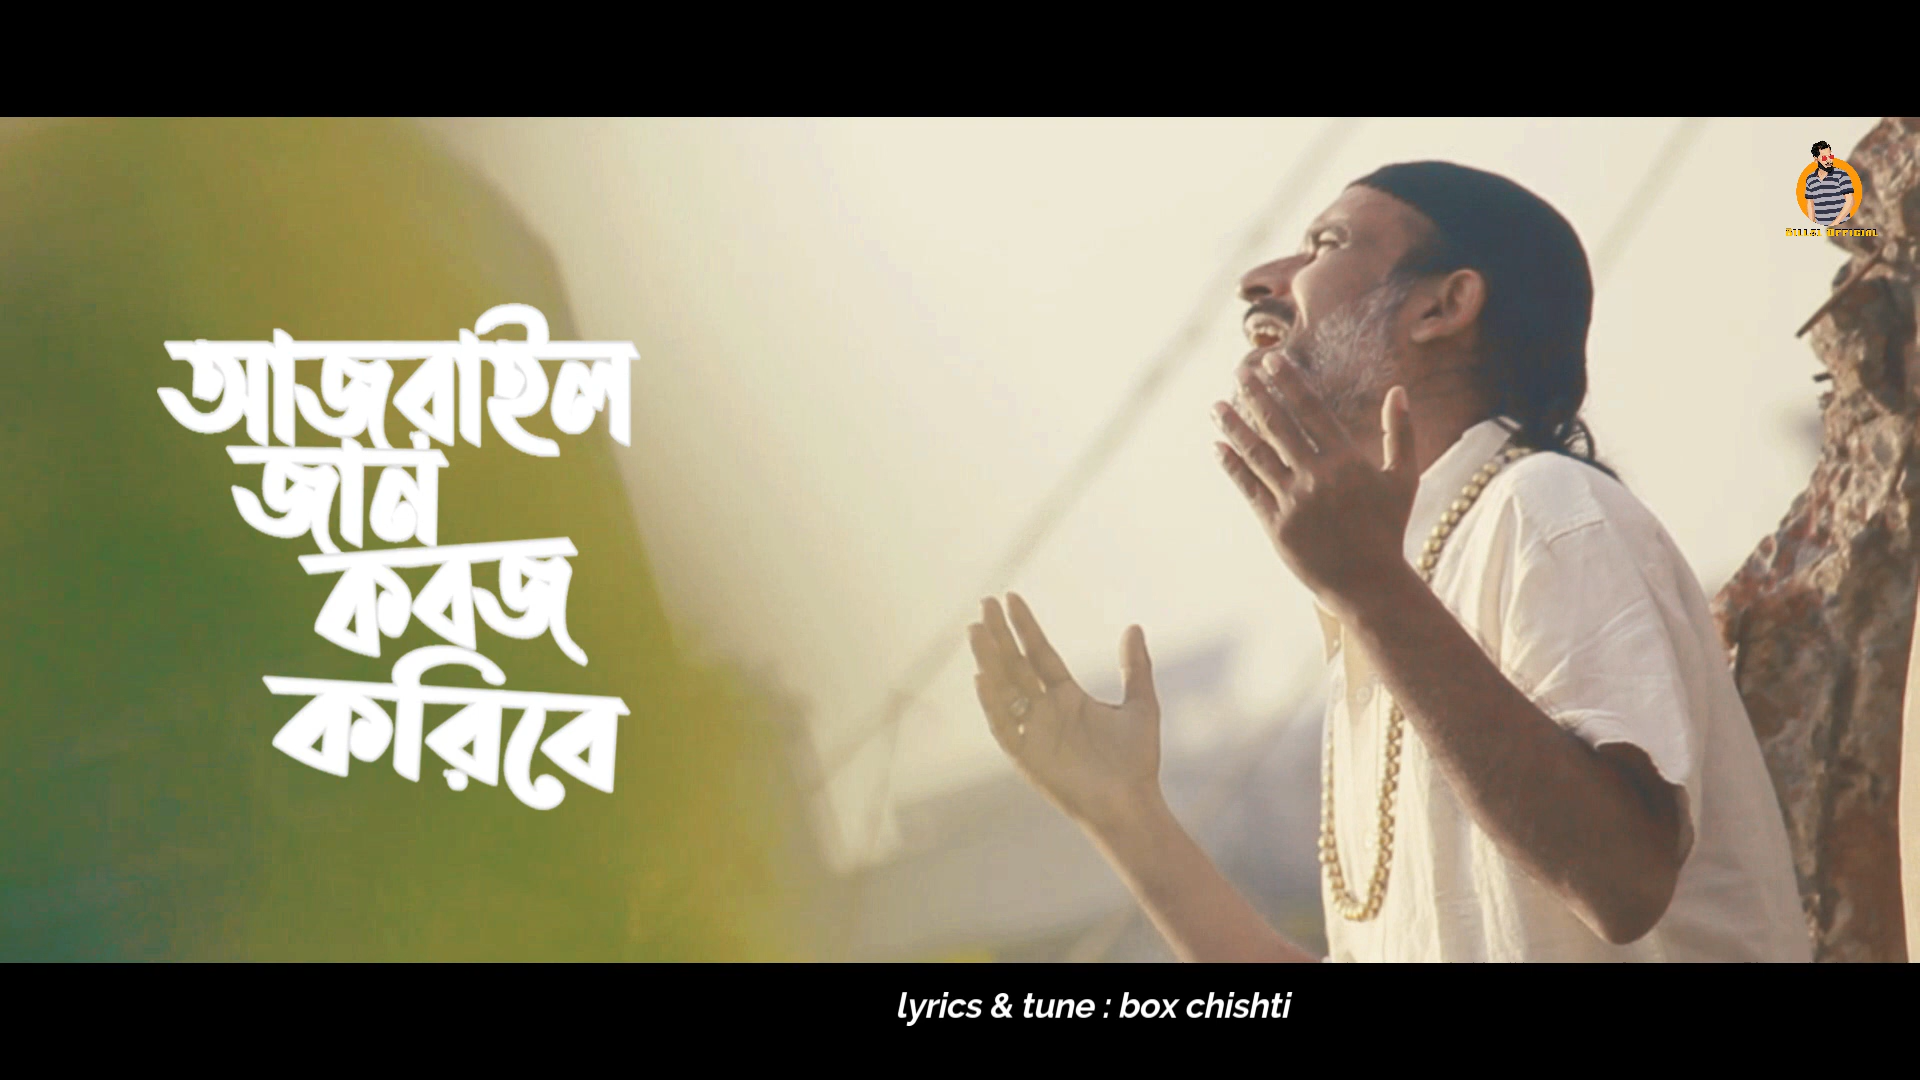 আজরাইল
জান
কবজ
করিবে
lyrics & tune : box chishti